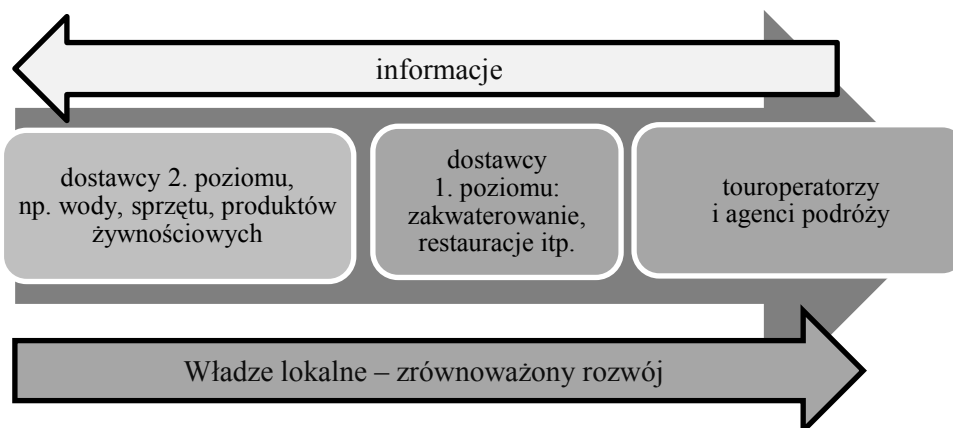 informacje
dostawcy 2. poziomu,
np. wody, sprzętu, produktów
żywnościowych
dostawcy
1. poziomu:
zakwaterowanie,
restauracje itp.
touroperatorzy
i agenci podróży
Władze lokalne – zrównoważony rozwój